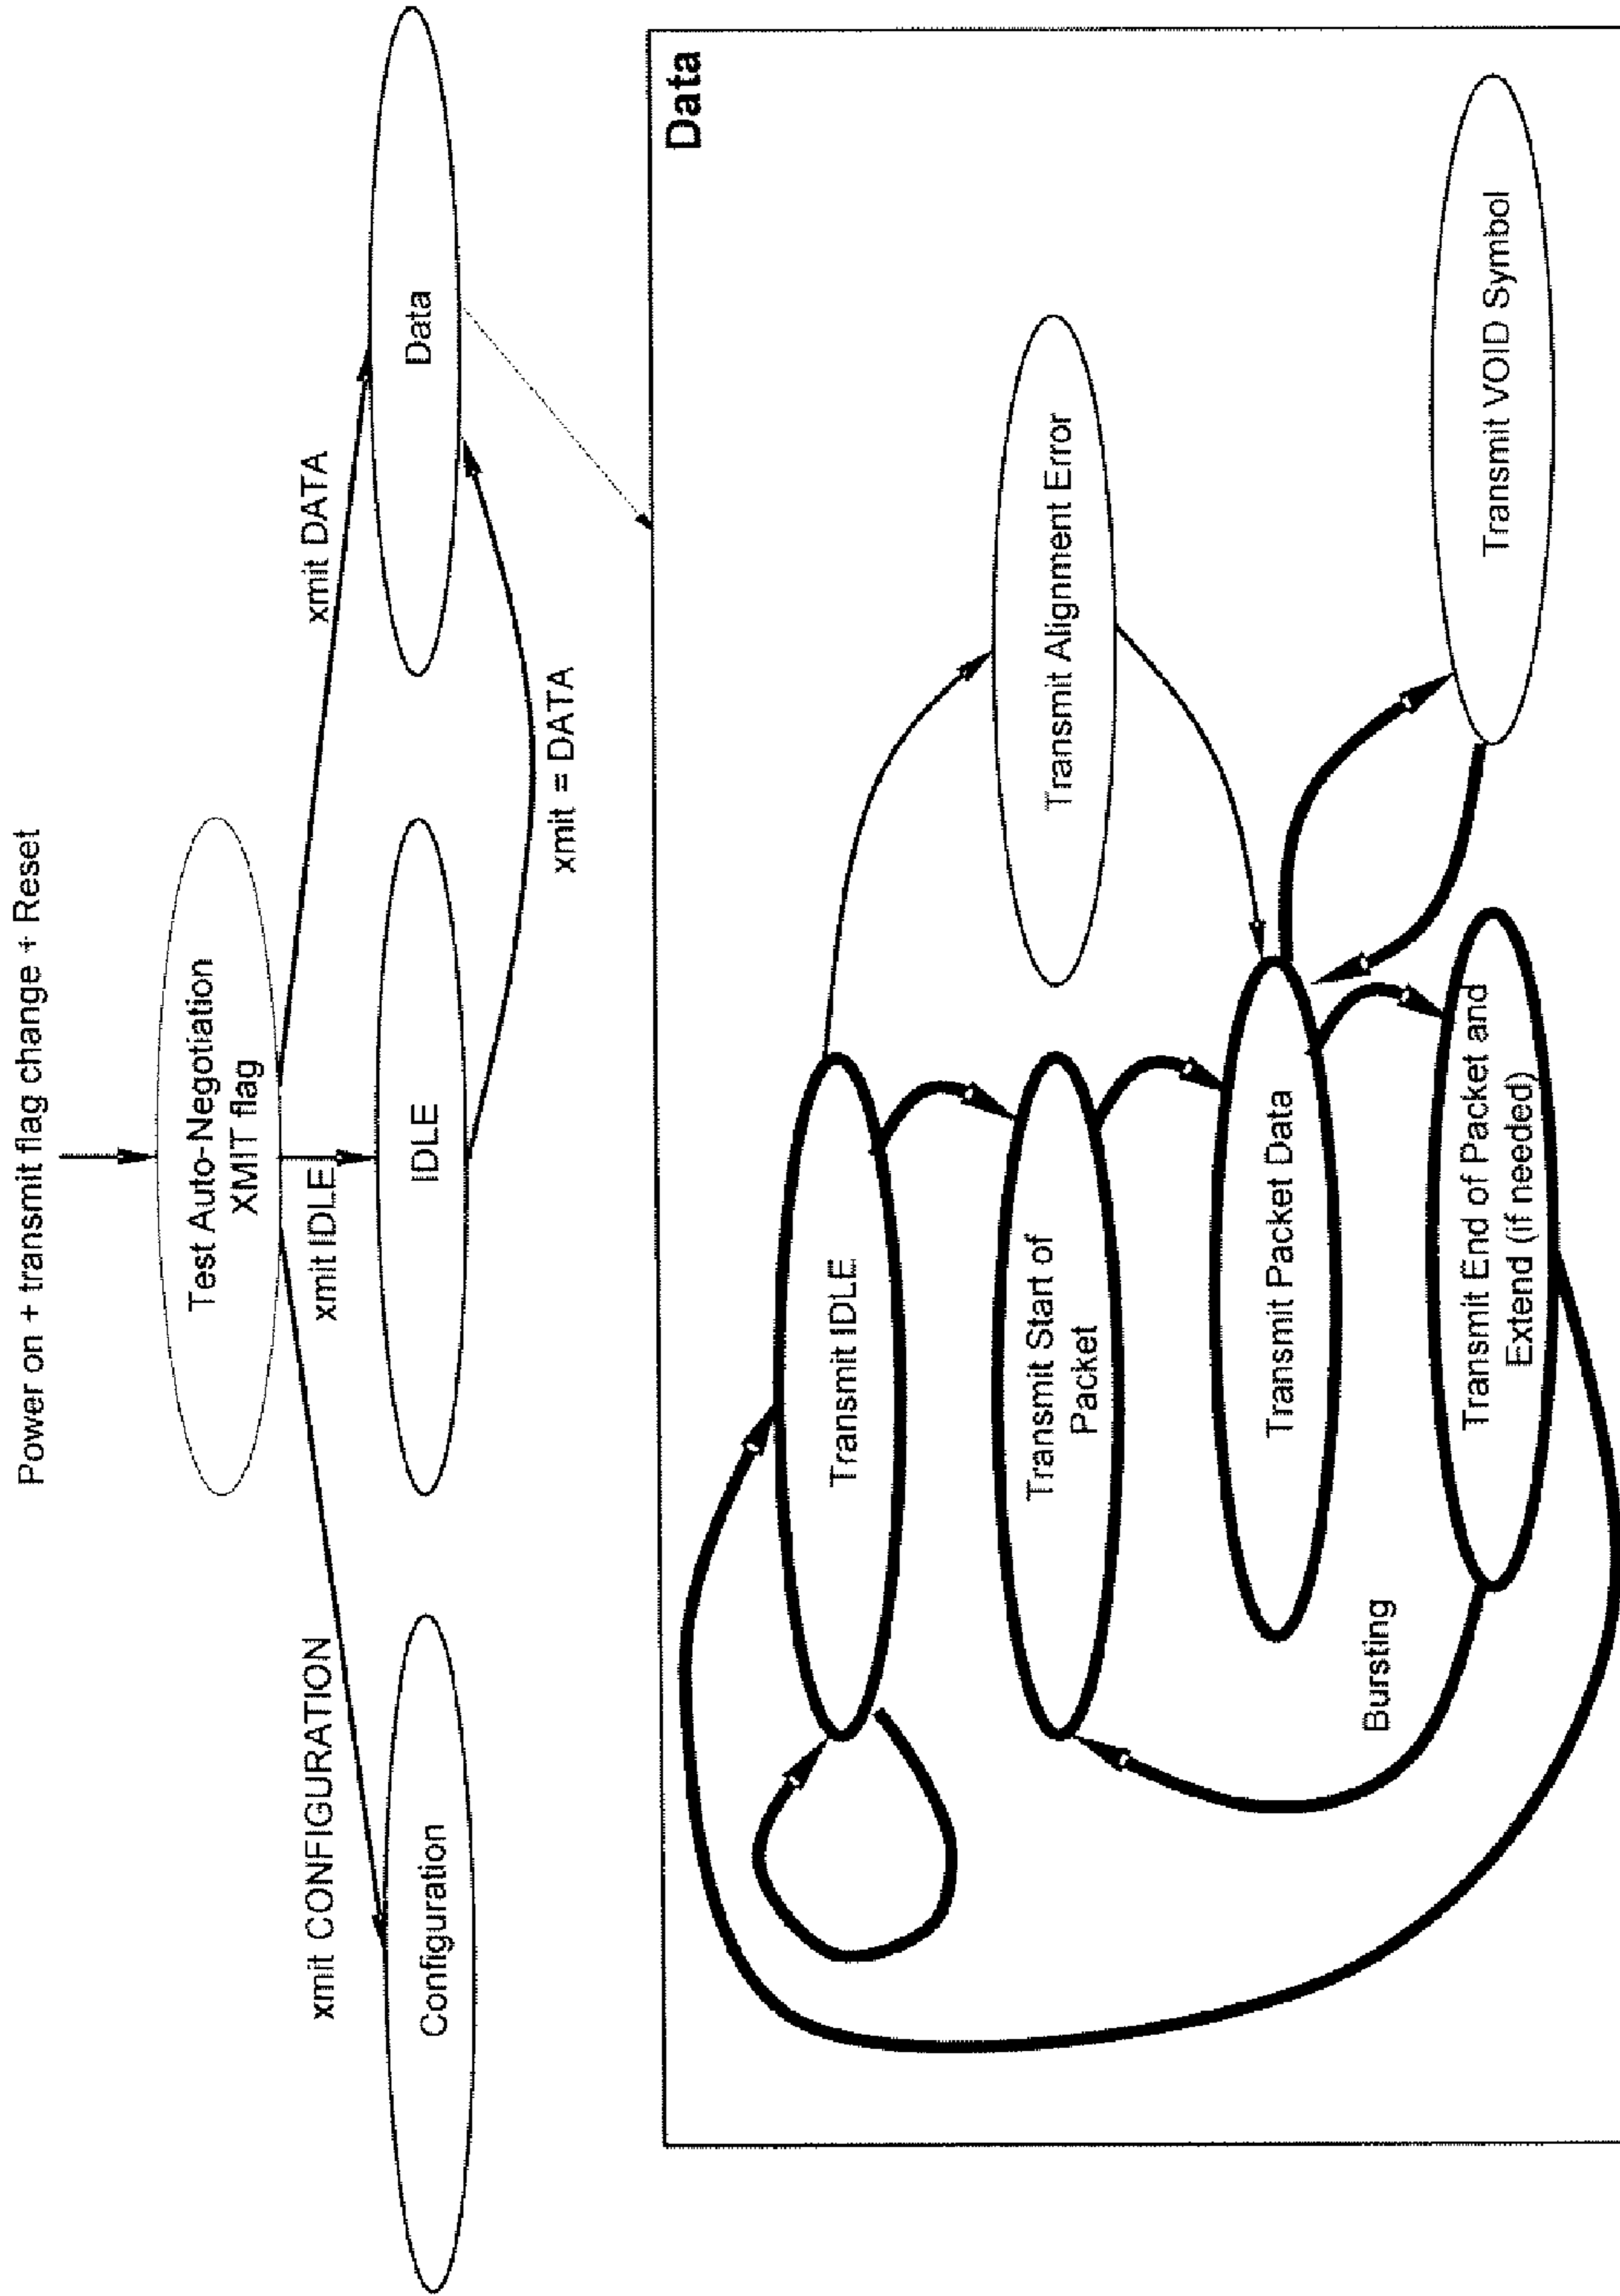 Power on + transmit flag change + Reset
Test Auto-Negotiation
XMIT flag
xmit CONFIGURATION
xmit IDLE
xmit DATA
Configuration
IDLE
Data
xmit = DATA
Data
Transmit IDLE
Transmit Start of
Packet
Transmit Alignment Error
Transmit Packet Data
Bursting
Transmit End of Packet and
Extend (if needed)
Transmit VOID Symbol